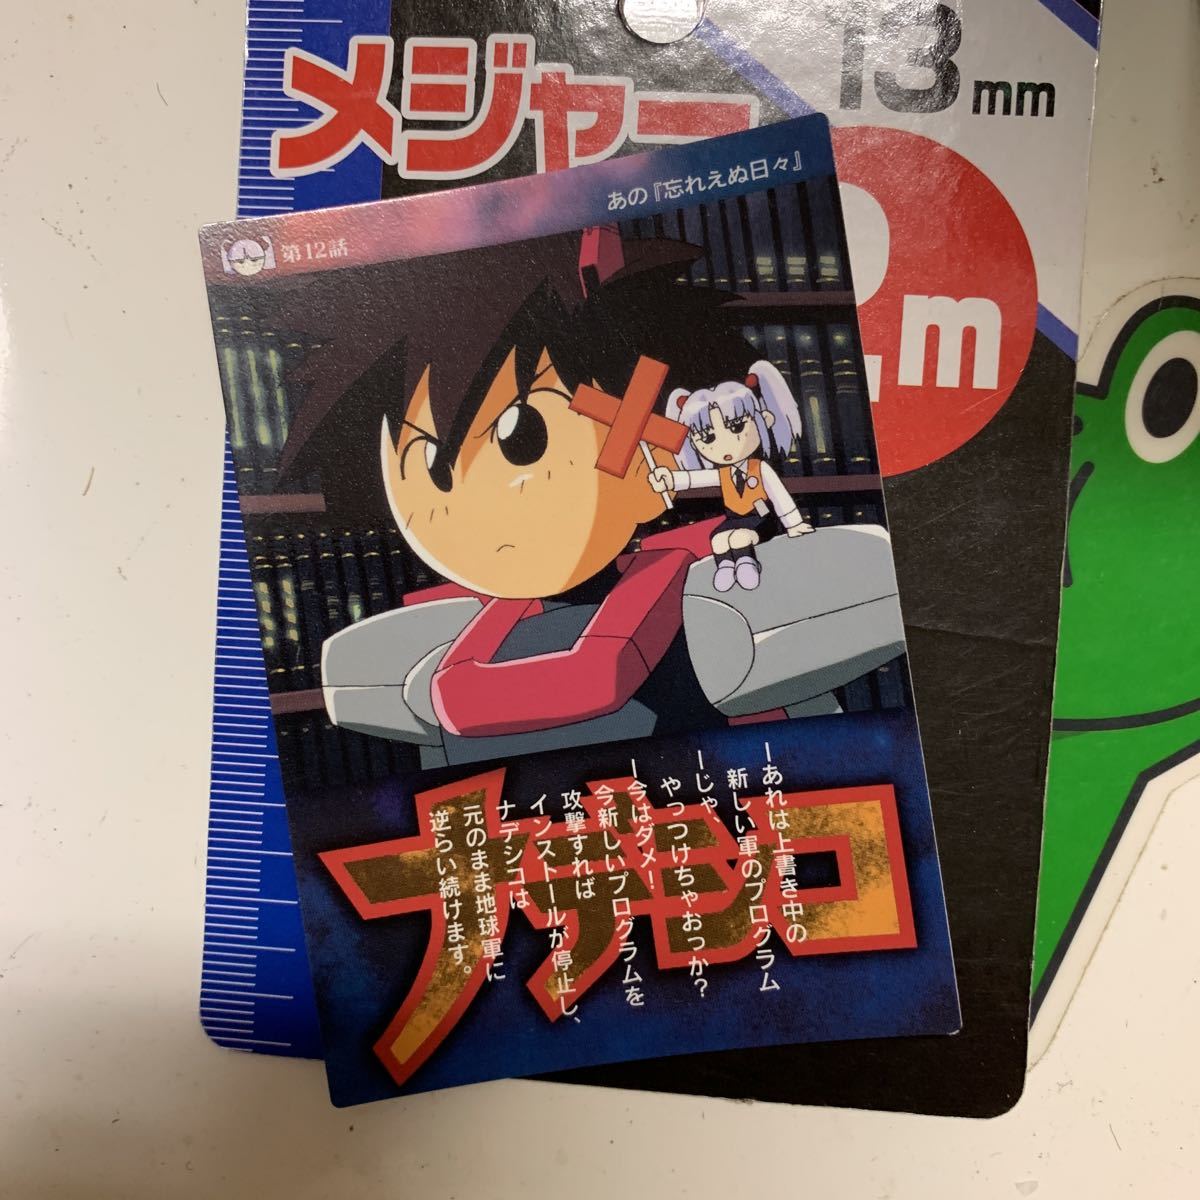 メジャー
13mm
2m
第12話
あの『忘れえぬ日々』
ナデシコ
ーあれは上書き中の
新しい軍のプログラム
ーじゃ、
やっつけちゃおっか?
ー今はダメ!
今新しいプログラムを
攻撃すれば
インストールが停止し、
ナデシコは
元のまま地球軍に
逆らい続けます。